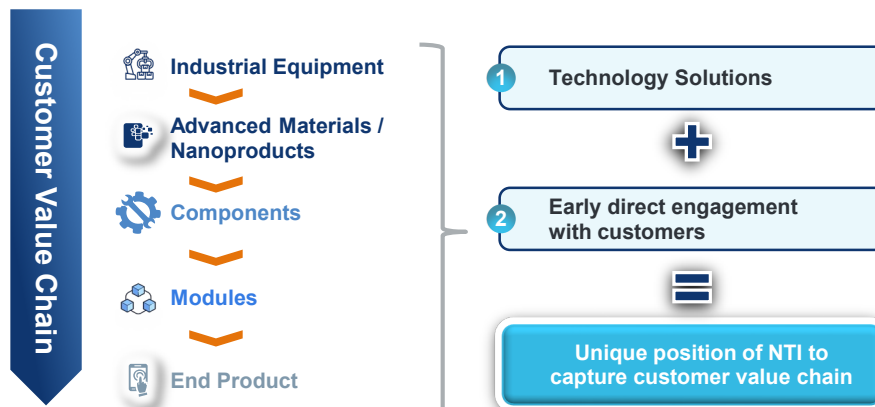 Customer Value Chain
Industrial Equipment
Advanced Materials /
Nanoproducts
Components
Modules
End Product
1
Technology Solutions
2
Early direct engagement
with customers
Unique position of NTI to
capture customer value chain